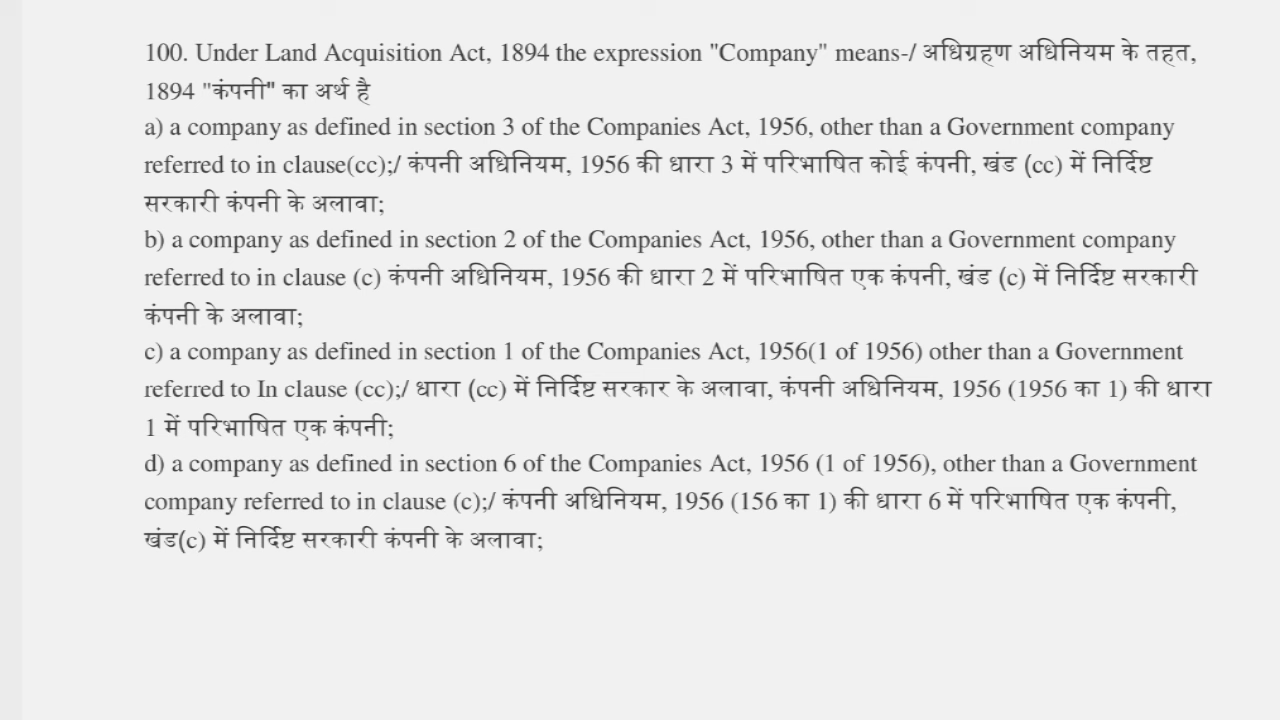 100. Under Land Acquisition Act, 1894 the expression "Company" means-/ अधिग्रहण अधिनियम के तहत,
1894 "कंपनी" का अर्थ है
a) a company as defined in section 3 of the Companies Act, 1956, other than a Government company
referred to in clause(cc);/ कंपनी अधिनियम, 1956 की धारा 3 में परिभाषित कोई कंपनी, खंड (cc) में निर्दिष्ट
सरकारी कंपनी के अलावा;
b) a company as defined in section 2 of the Companies Act, 1956, other than a Government company
referred to in clause (c) कंपनी अधिनियम, 1956 की धारा 2 में परिभाषित एक कंपनी, खंड (c) में निर्दिष्ट सरकारी
कंपनी के अलावा;
c) a company as defined in section 1 of the Companies Act, 1956(1 of 1956) other than a Government
referred to In clause (cc);/ धारा (cc) में निर्दिष्ट सरकार के अलावा, कंपनी अधिनियम, 1956 (1956 का 1) की धारा
1 में परिभाषित एक कंपनी;
d) a company as defined in section 6 of the Companies Act, 1956 (1 of 1956), other than a Government
company referred to in clause (c);/ कंपनी अधिनियम, 1956 (156 का 1) की धारा 6 में परिभाषित एक कंपनी,
खंड(c) में निर्दिष्ट सरकारी कंपनी के अलावा;